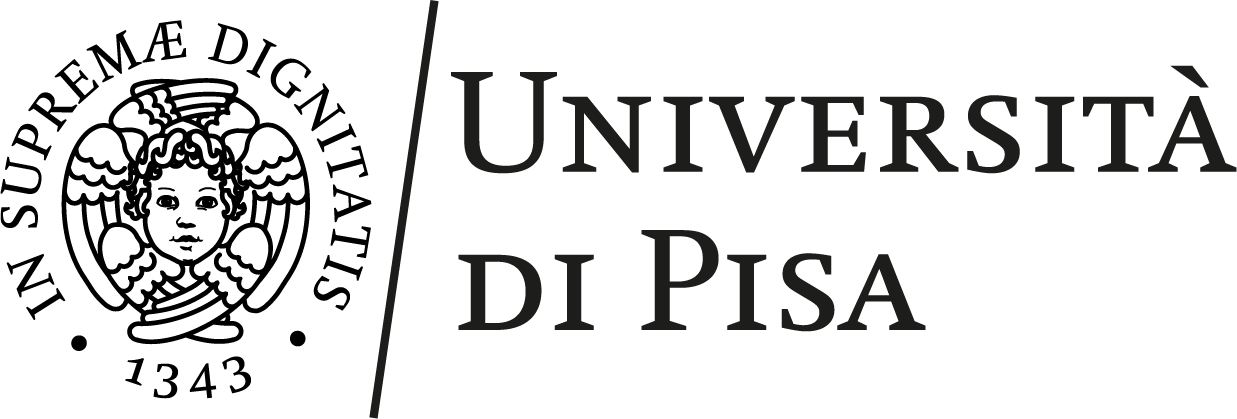 IN SUPREMÆ DIGNITATIS
· 1343 ·
UNIVERSITÀ
DI PISA